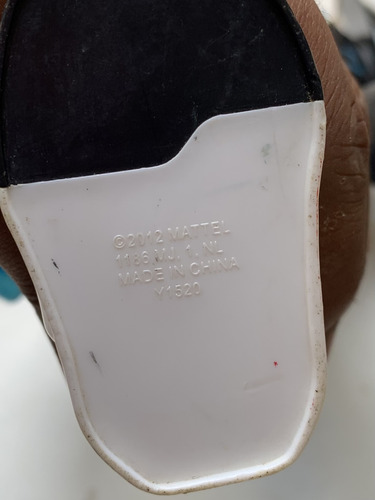 ©2012 MATTEL
1186 MJ, 1, NL
MADE IN CHINA
Y1520